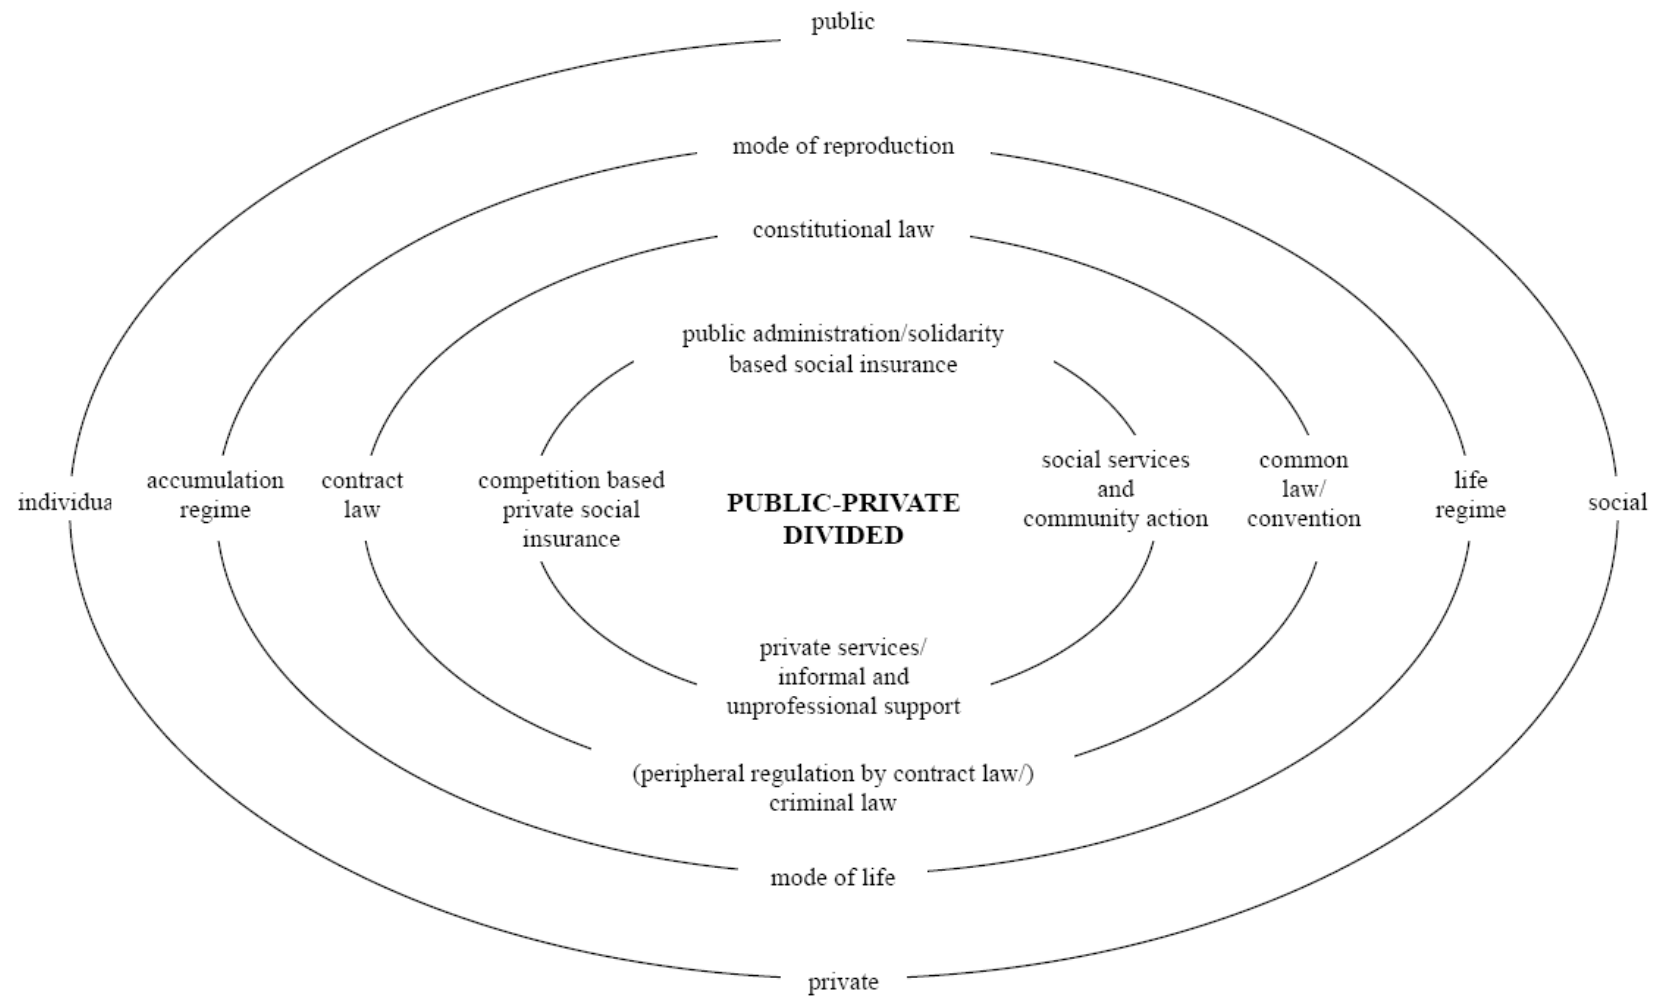 public
mode of reproduction
constitutional law
public administration/solidarity
based social insurance
individua
accumulation
regime
contract
law
competition based
private social
insurance
PUBLIC-PRIVATE
DIVIDED
social services
and
community action
common
law/
convention
life
regime
social
private services/
informal and
unprofessional support
(peripheral regulation by contract law/)
criminal law
mode of life
private